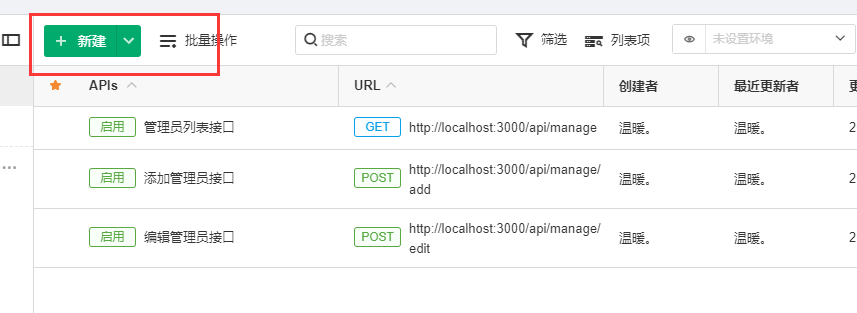 + 新建 批量操作 搜索 筛选 列表项 未设置环境
APIs URL 创建者 最近更新者
启用 管理员列表接口 GET http://localhost:3000/api/manage 温暖。 温暖。 2
启用 添加管理员接口 POST http://localhost:3000/api/manage/
add 温暖。 温暖。 2
启用 编辑管理员接口 POST http://localhost:3000/api/manage/
edit 温暖。 温暖。 2